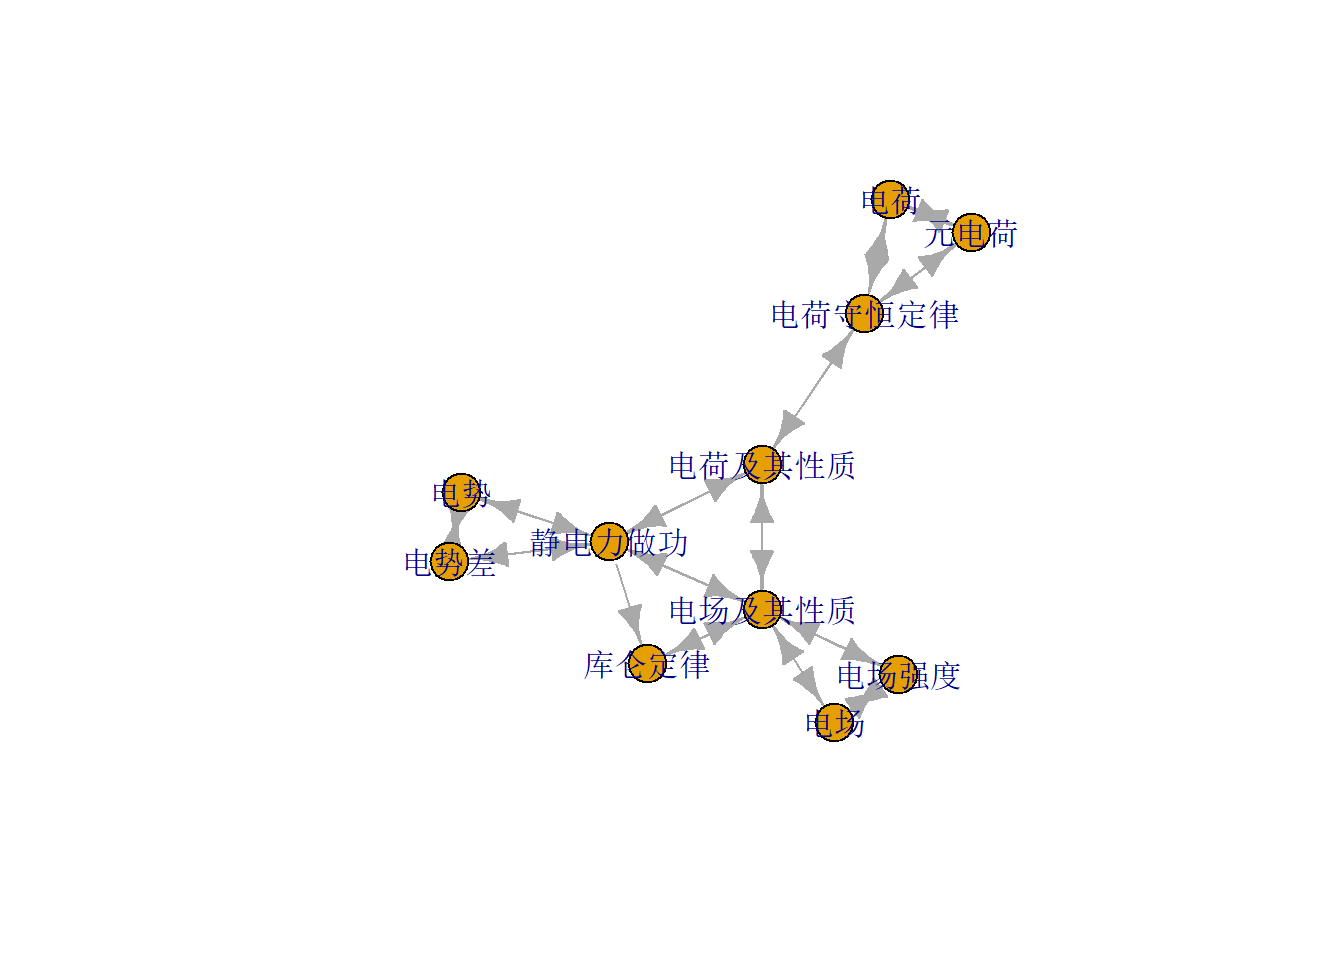 电荷
元电荷
电荷守恒定律
电荷及其性质
电势
静电力做功
电势差
电场及其性质
库仑定律
电场强度
电场